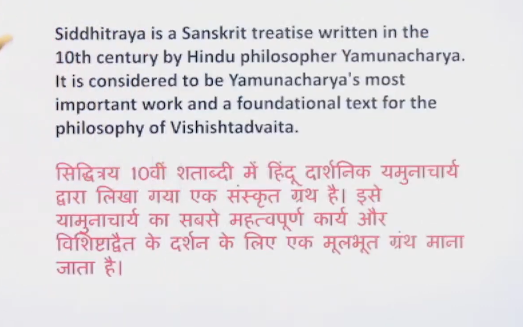 Siddhitraya is a Sanskrit treatise written in the
10th century by Hindu philosopher Yamunacharya.
It is considered to be Yamunacharya's most
important work and a foundational text for the
philosophy of Vishishtadvaita.
सिद्धित्रय 10वीं शताब्दी में हिंदू दार्शनिक यमुनाचार्य
द्वारा लिखा गया एक संस्कृत ग्रंथ है। इसे
यामुनाचार्य का सबसे महत्वपूर्ण कार्य और
विशिष्टाद्वैत के दर्शन के लिए एक मूलभूत ग्रंथ माना
जाता है।